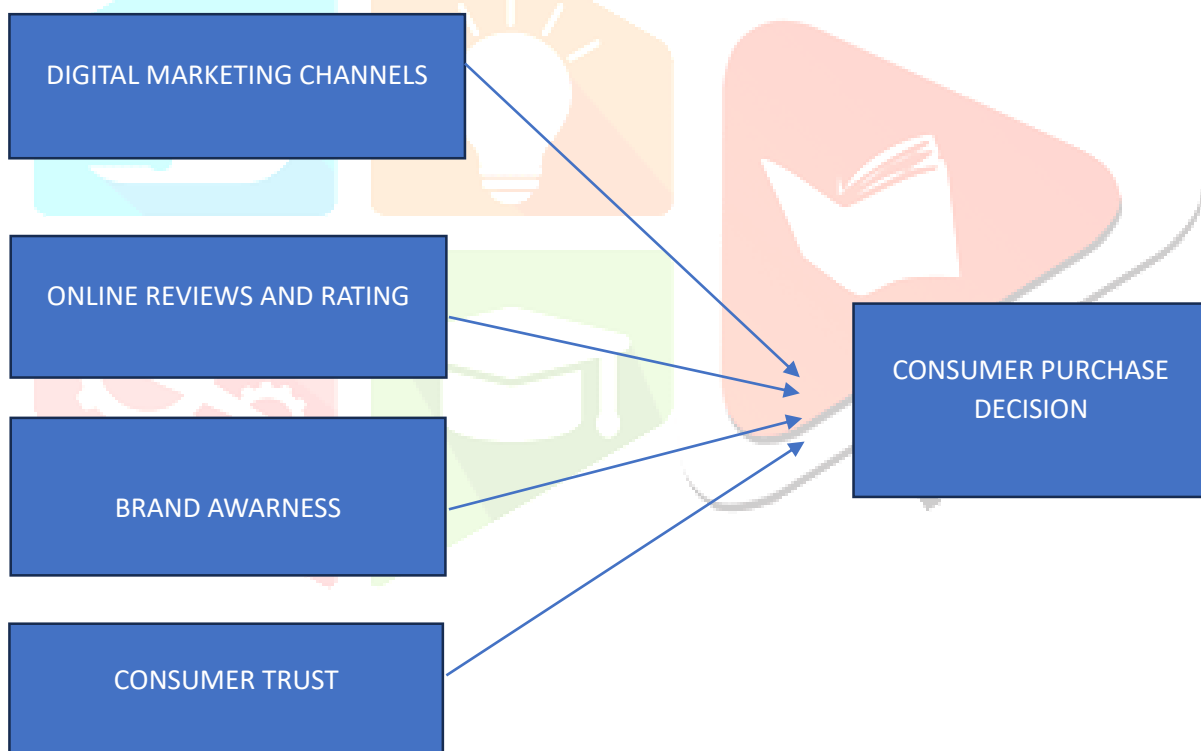 DIGITAL MARKETING CHANNELS
ONLINE REVIEWS AND RATING
BRAND AWARNESS
CONSUMER TRUST
CONSUMER PURCHASE
DECISION